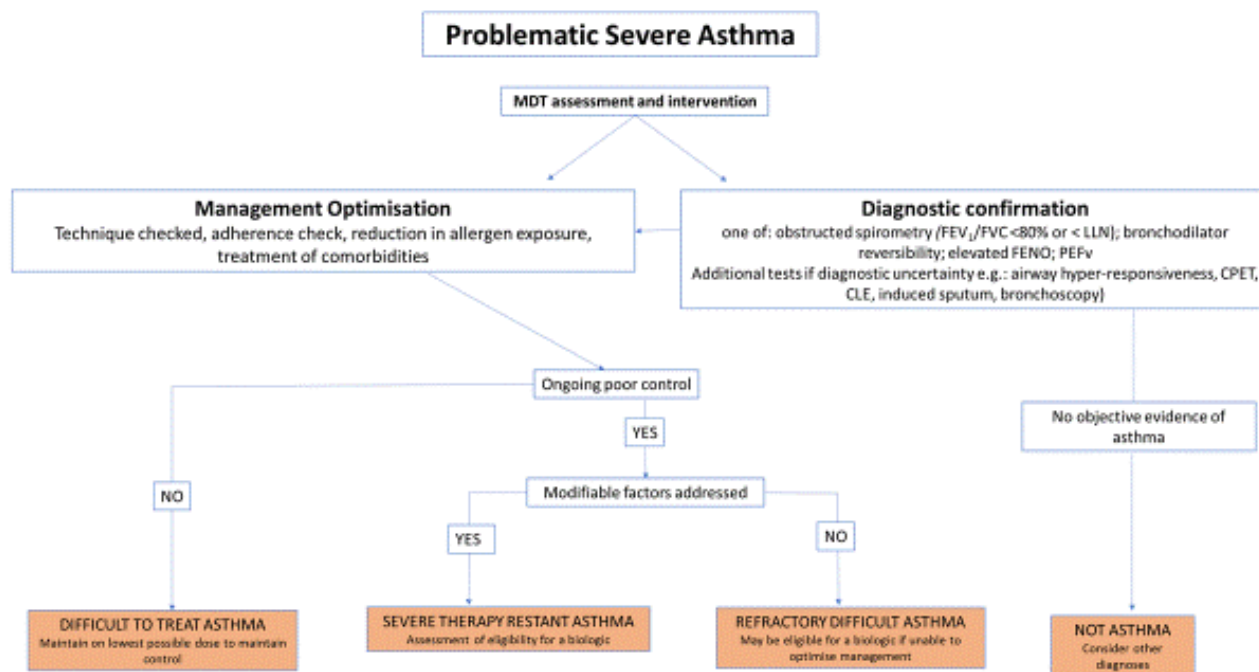 Problematic Severe Asthma
MDT assessment and intervention
Management Optimisation
Technique checked, adherence check, reduction in allergen exposure,
treatment of comorbidities
Diagnostic confirmation
one of: obstructed spirometry (FEV₁/FVC <80% or < LLN); bronchodilator
reversibility; elevated FENO; PEFv
Additional tests if diagnostic uncertainty e.g.: airway hyper-responsiveness, CPET,
CLE, induced sputum, bronchoscopy)
Ongoing poor control
YES
No objective evidence of
asthma
NO
Modifiable factors addressed
YES
NO
DIFFICULT TO TREAT ASTHMA
Maintain on lowest possible dose to maintain
control
SEVERE THERAPY RESTANT ASTHMA
Assessment of eligibility for a biologic
REFRACTORY DIFFICULT ASTHMA
May be eligible for a biologic if unable to
optimise management
NOT ASTHMA
Consider other
diagnoses